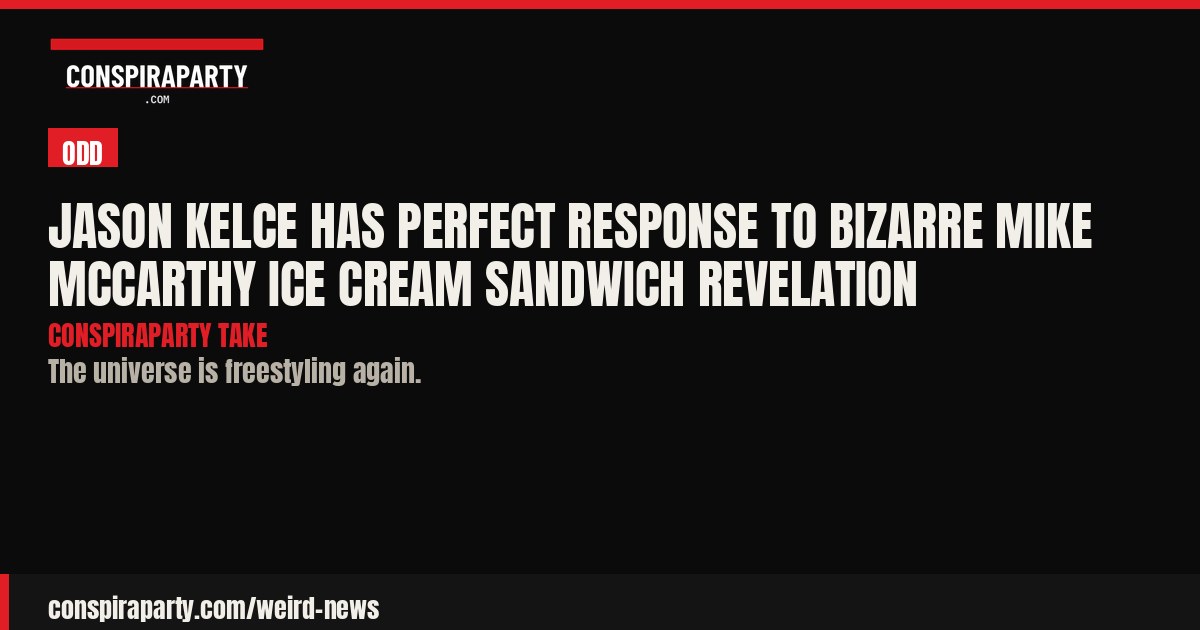 CONSPIRAPARTY
.COM
ODD
JASON KELCE HAS PERFECT RESPONSE TO BIZARRE MIKE
MCCARTHY ICE CREAM SANDWICH REVELATION
CONSPIRAPARTY TAKE
The universe is freestyling again.
conspiraparty.com/weird-news